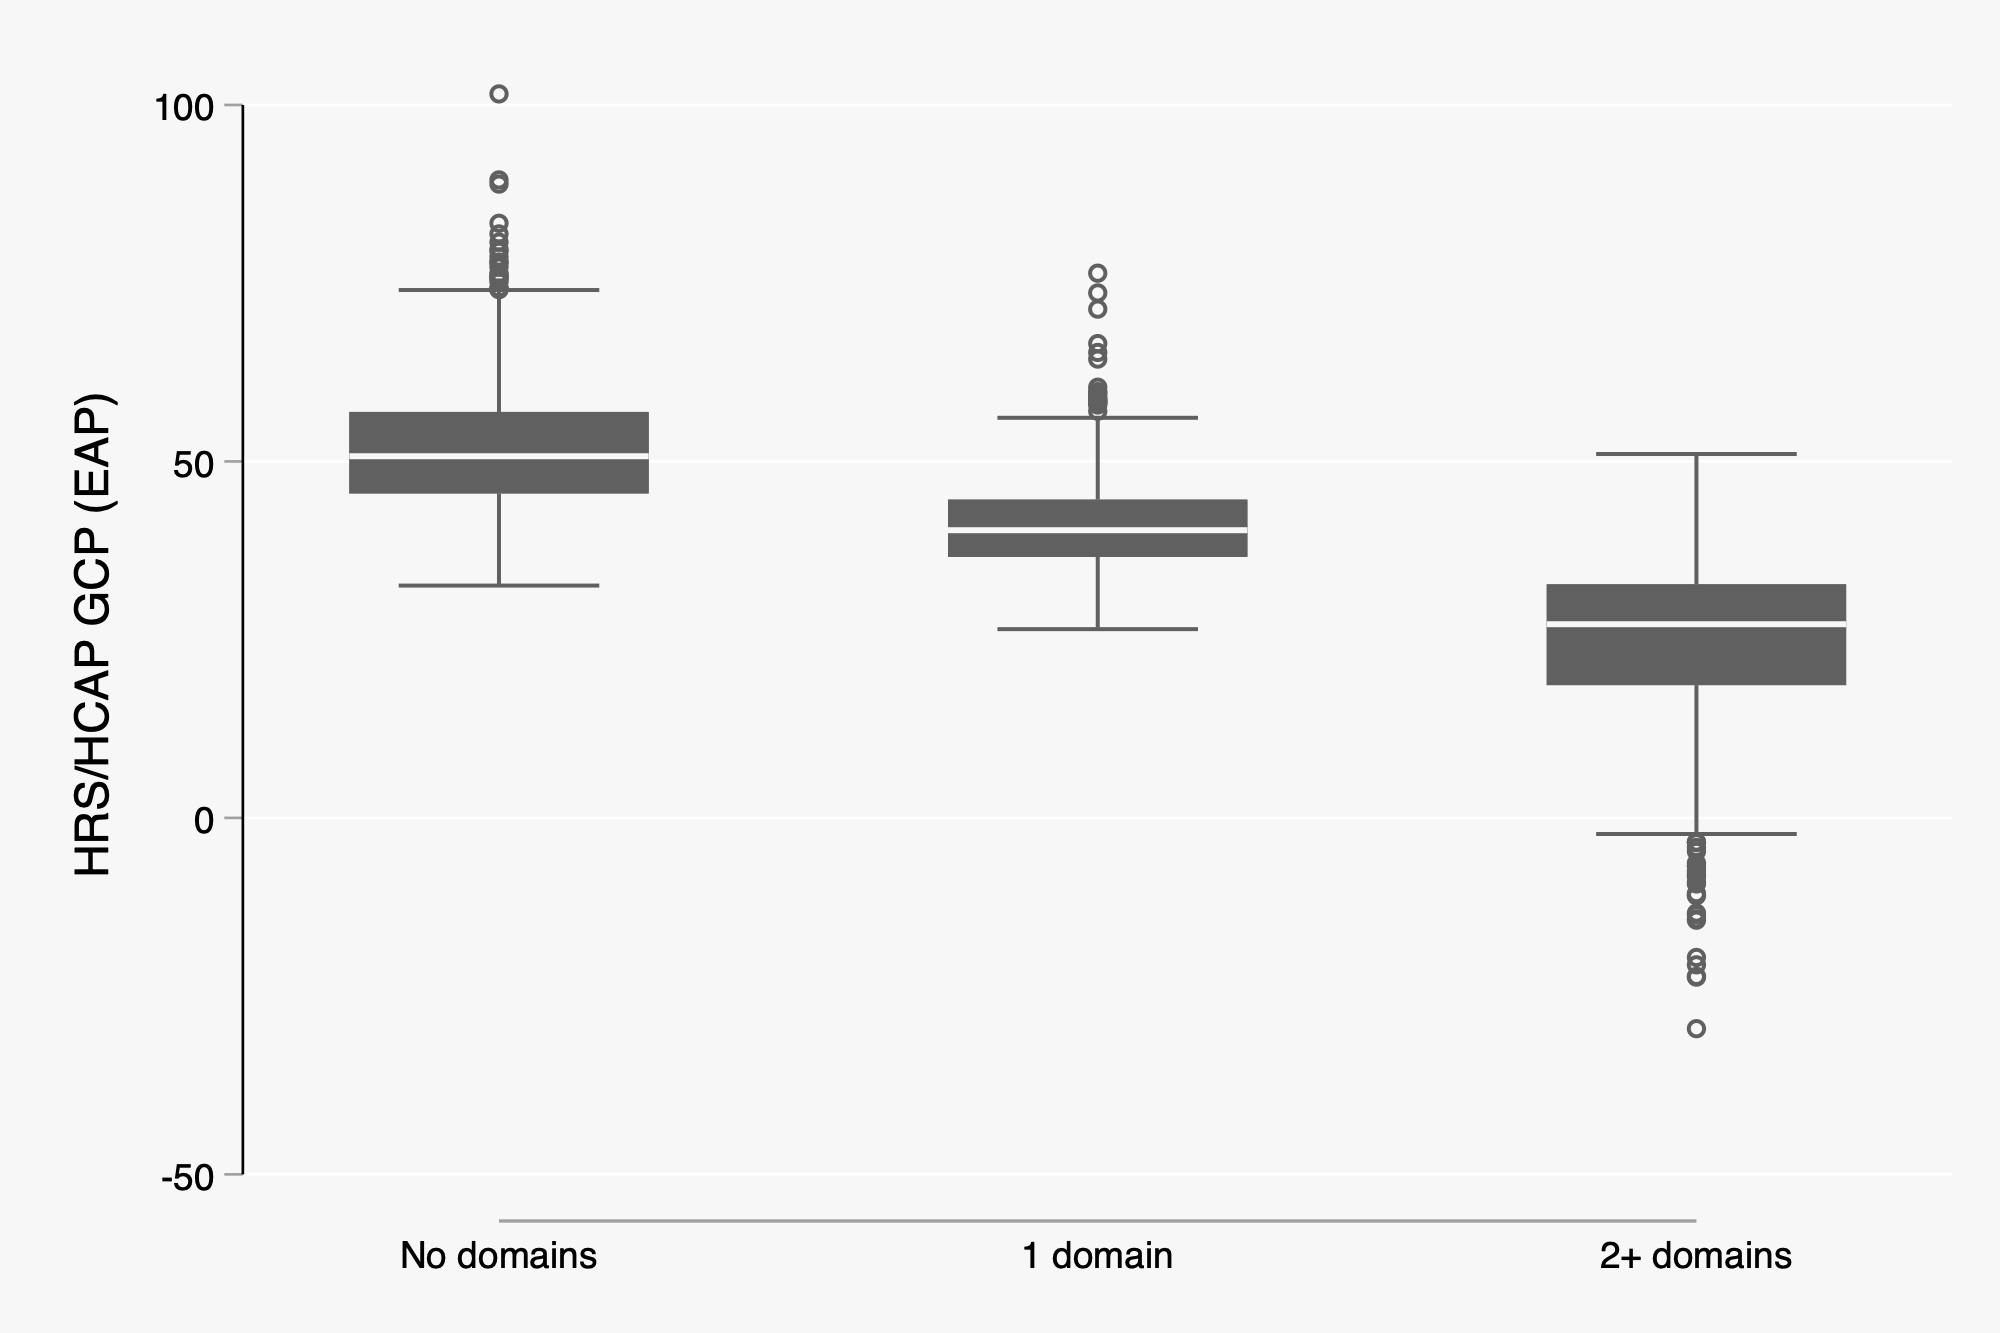 HRS/HCAP GCP (EAP)
100
50
0
-50
No domains
1 domain
2+ domains